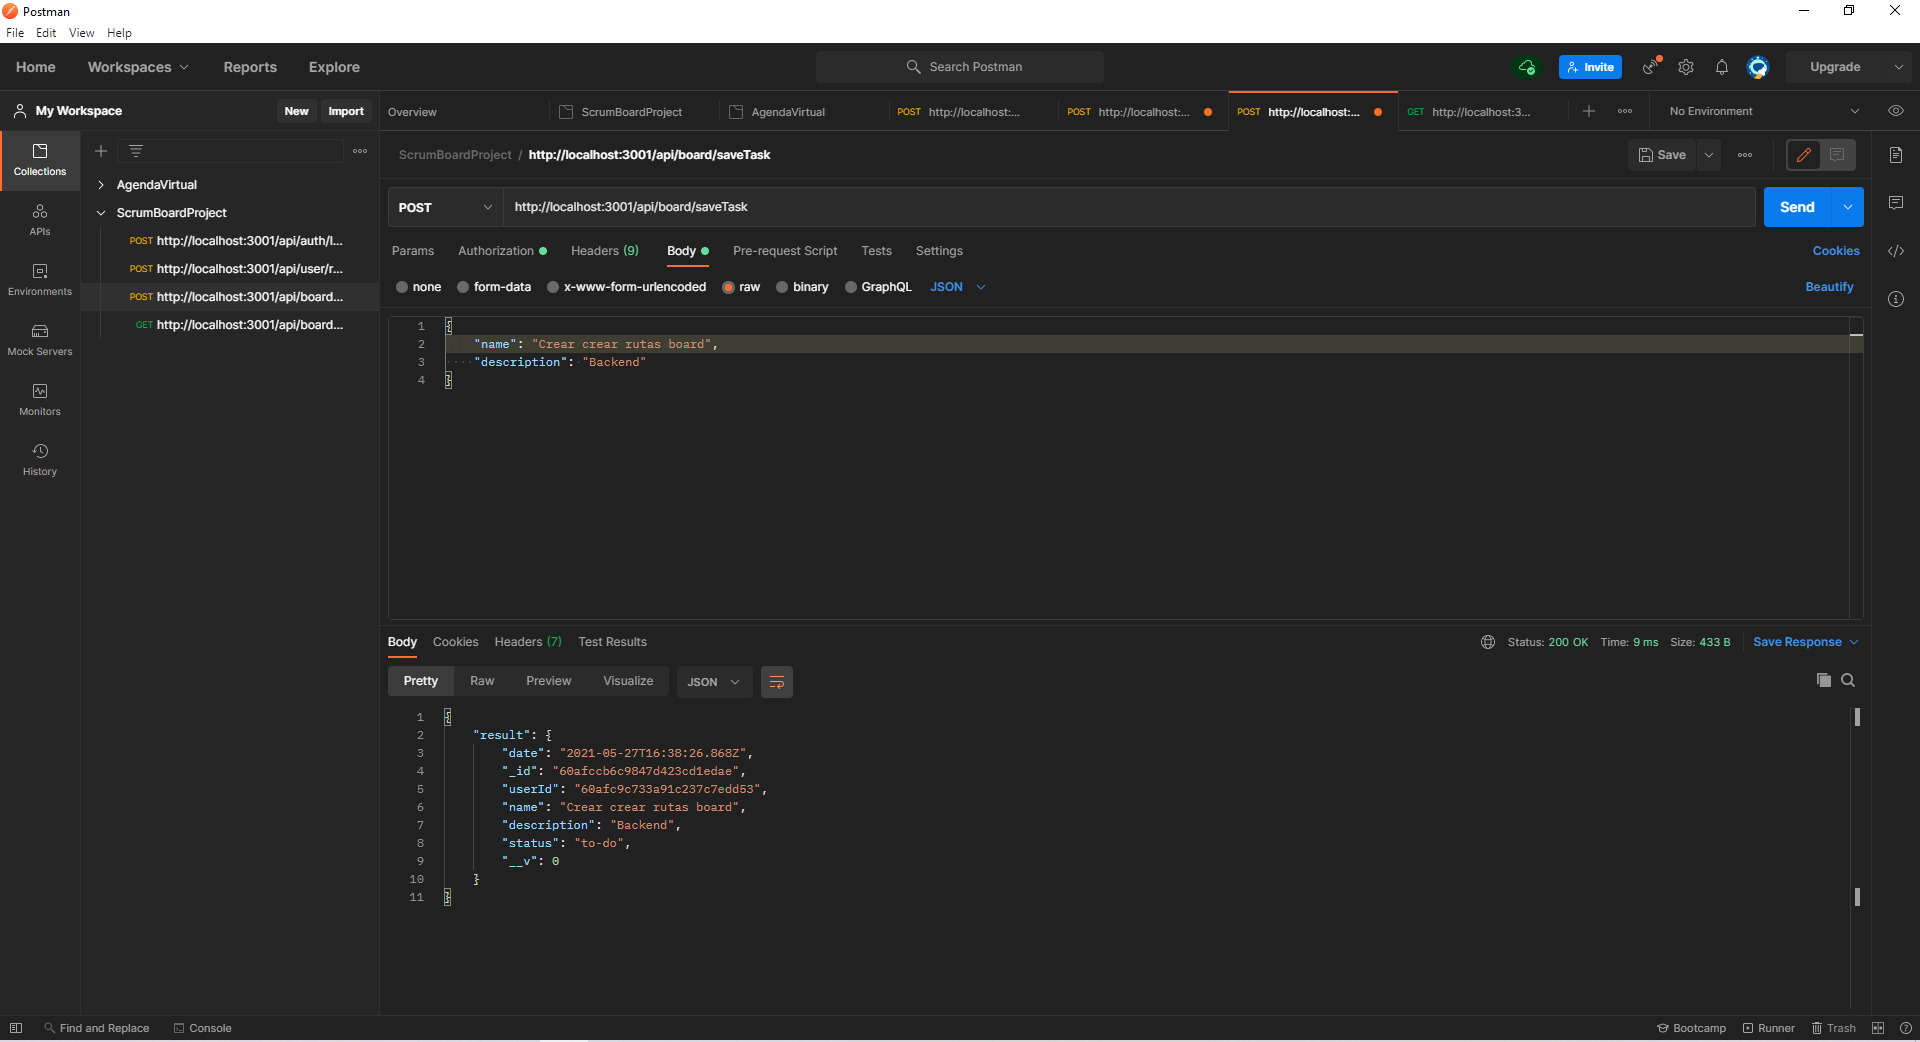 Postman
File Edit View Help
Home Workspaces Reports Explore Search Postman Invite Upgrade
My Workspace New Import Overview ScrumBoardProject AgendaVirtual POST http://localhost:... POST http://localhost:... POST http://localhost:... GET http://localhost:3... No Environment
ScrumBoardProject / http://localhost:3001/api/board/saveTask Save
Collections
APIs
Environments
Mock Servers
Monitors
History
AgendaVirtual
ScrumBoardProject
POST http://localhost:3001/api/auth/l...
POST http://localhost:3001/api/user/r...
POST http://localhost:3001/api/board...
GET http://localhost:3001/api/board...
POST http://localhost:3001/api/board/saveTask Send
Params Authorization Headers (9) Body Pre-request Script Tests Settings Cookies
none form-data x-www-form-urlencoded raw binary GraphQL JSON Beautify
1 {
2 "name": "Crear crear rutas board",
3 "description": "Backend"
4 }
Body Cookies Headers (7) Test Results Status: 200 OK Time: 9 ms Size: 433 B Save Response
Pretty Raw Preview Visualize JSON
1 {
2 "result": {
3 "date": "2021-05-27T16:38:26.868Z",
4 "_id": "60afccb6c9847d423cd1edae",
5 "userId": "60afc9c733a91c237c7edd53",
6 "name": "Crear crear rutas board",
7 "description": "Backend",
8 "status": "to-do",
9 "__v": 0
10 }
11 }
Find and Replace Console Bootcamp Runner Trash